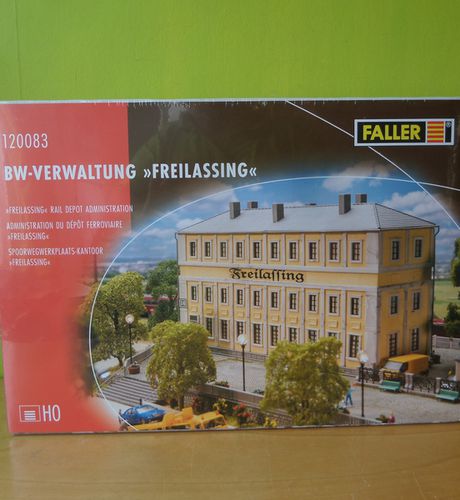 120083
FALLER
BW-VERWALTUNG »FREILASSING«
»FREILASSING« RAIL DEPOT ADMINISTRATION
ADMINISTRATION DU DÉPÔT FERROVIAIRE
»FREILASSING«
SPOORWEGWERKPLAATS-KANTOOR
»FREILASSING«
Freilassing
H0